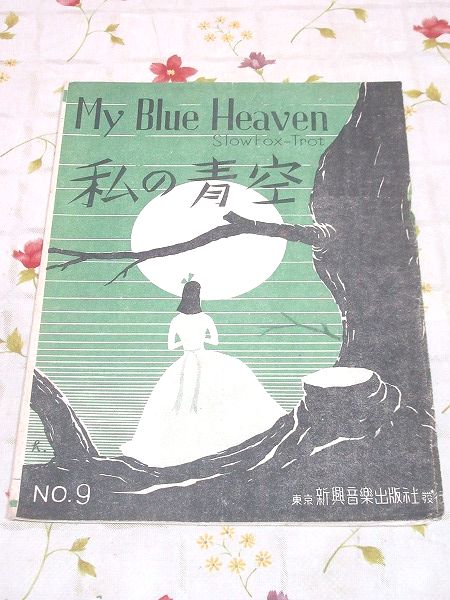 My Blue Heaven
Slow Fox-Trot
私の青空
K.
NO.9
東京 新興音樂出版社 發行